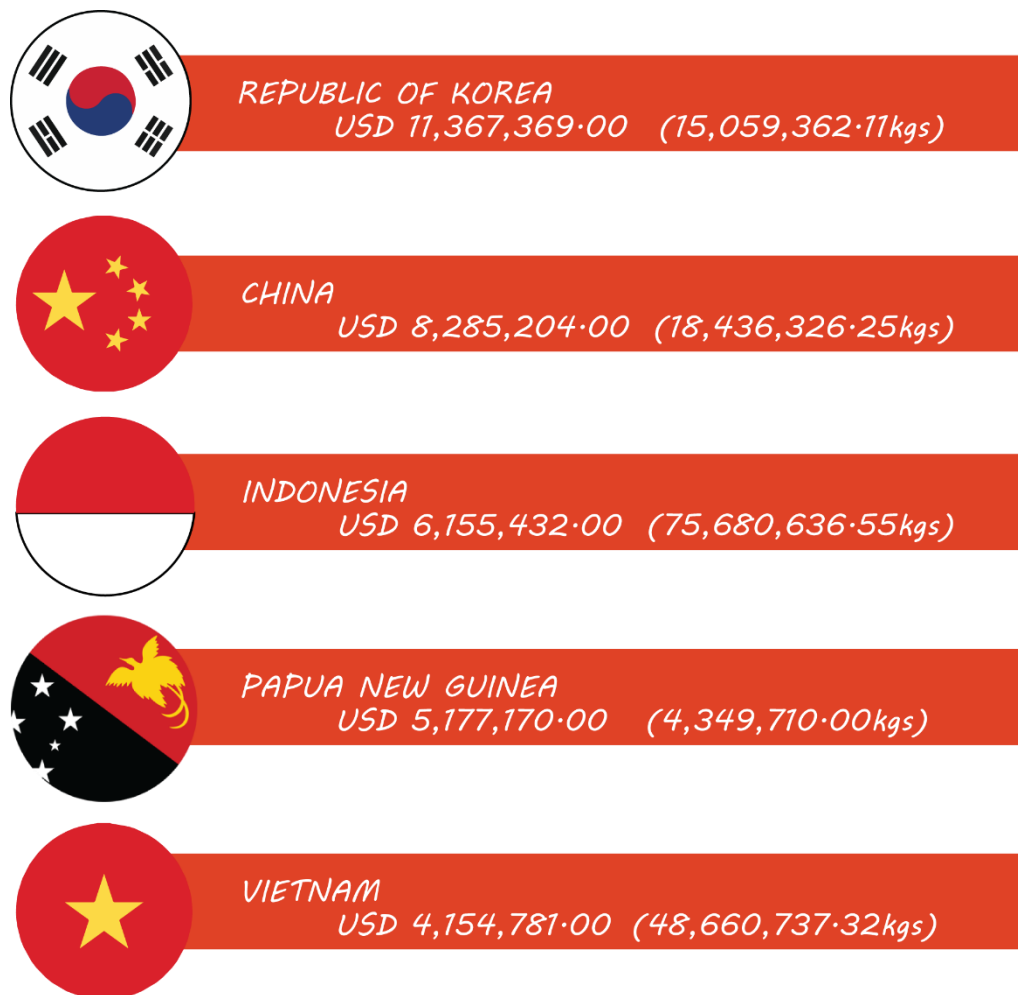 REPUBLIC OF KOREA
USD 11,367,369·00 (15,059,362·11kgs)
CHINA
USD 8,285,204·00 (18,436,326·25kgs)
INDONESIA
USD 6,155,432·00 (75,680,636·55kgs)
PAPUA NEW GUINEA
USD 5,177,170·00 (4,349,710·00kgs)
VIETNAM
USD 4,154,781·00 (48,660,737·32kgs)